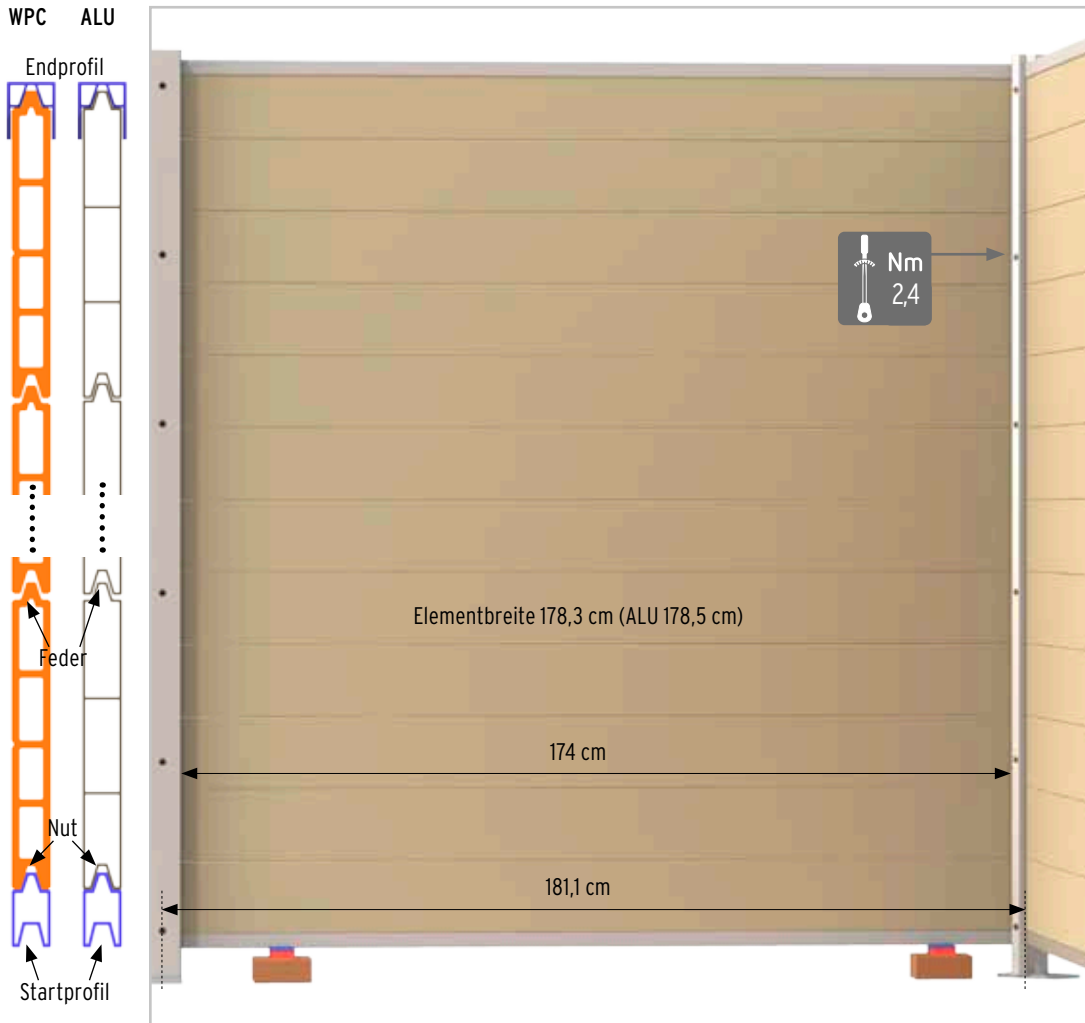 WPC ALU
Endprofil
Nm
2,4
Elementbreite 178,3 cm (ALU 178,5 cm)
Feder
174 cm
Nut
181,1 cm
Startprofil